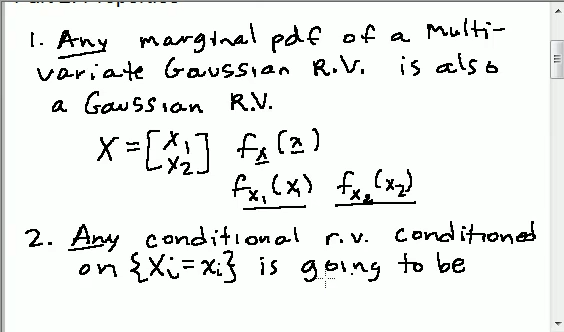 1. Any marginal pdf of a multi-
variate Gaussian R.V. is also
a Gaussian R.V.
X = [x₁ x₂] fₓ(x)
fₓ₁(x₁) fₓ₂(x₂)
2. Any conditional r.v. conditioned
on {Xᵢ=xᵢ} is going to be